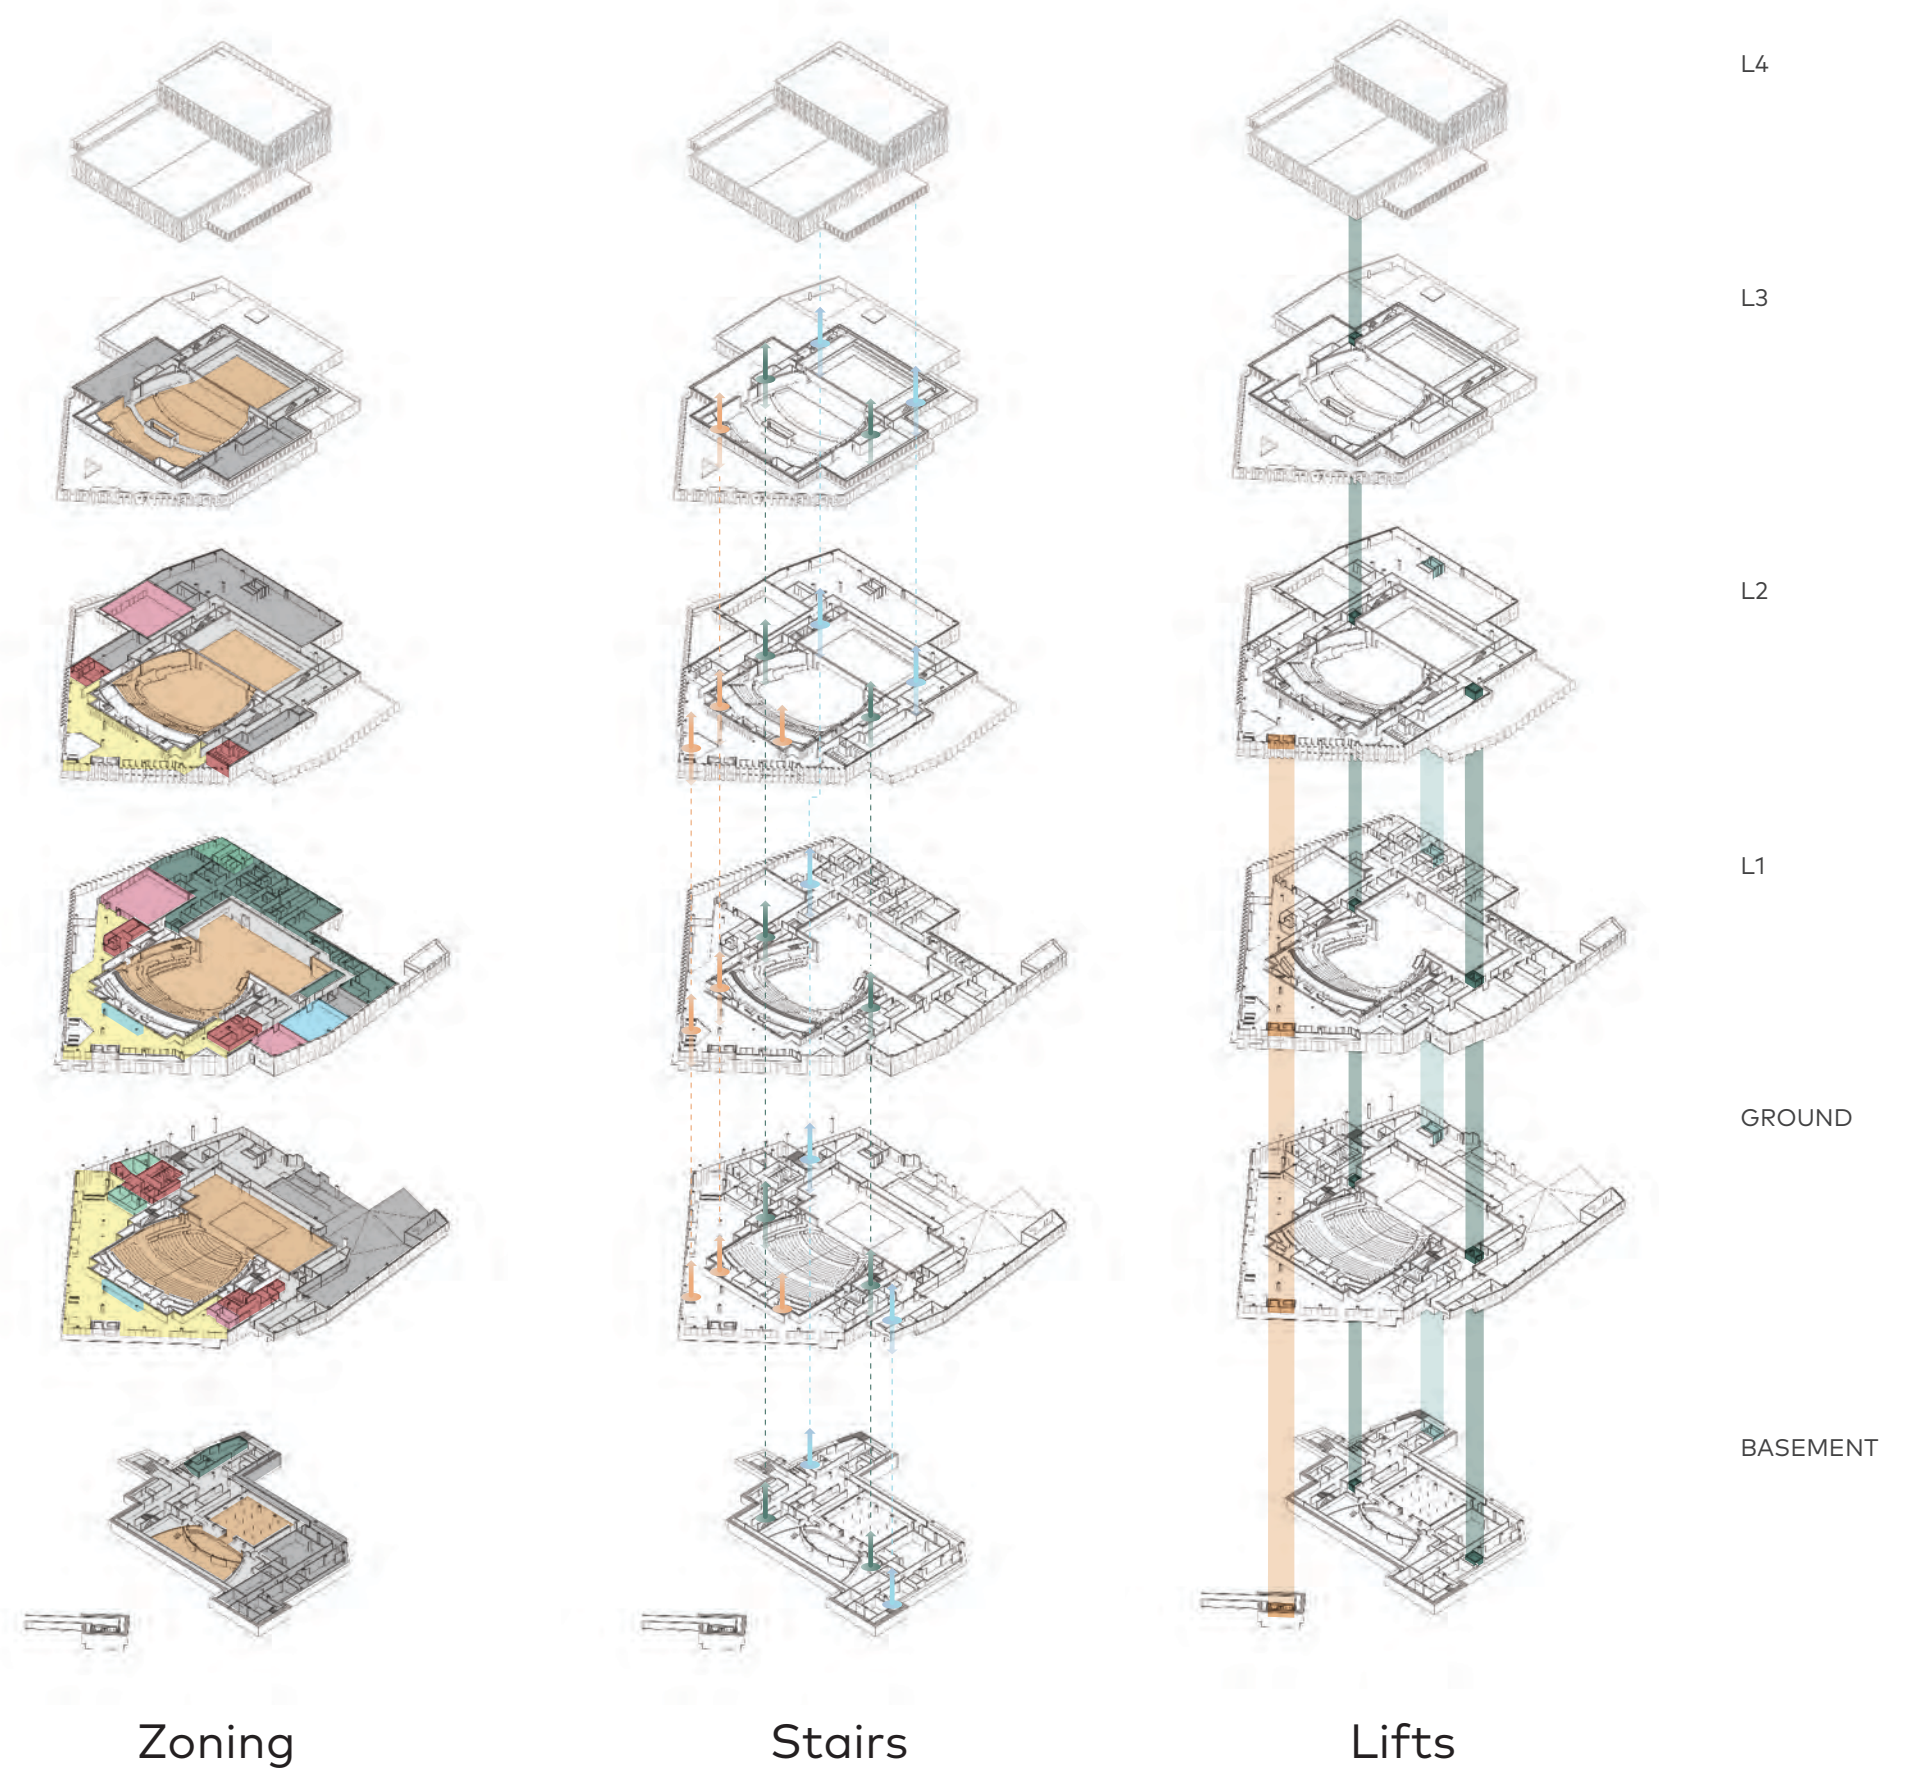 L4
L3
L2
L1
GROUND
BASEMENT
Zoning
Stairs
Lifts